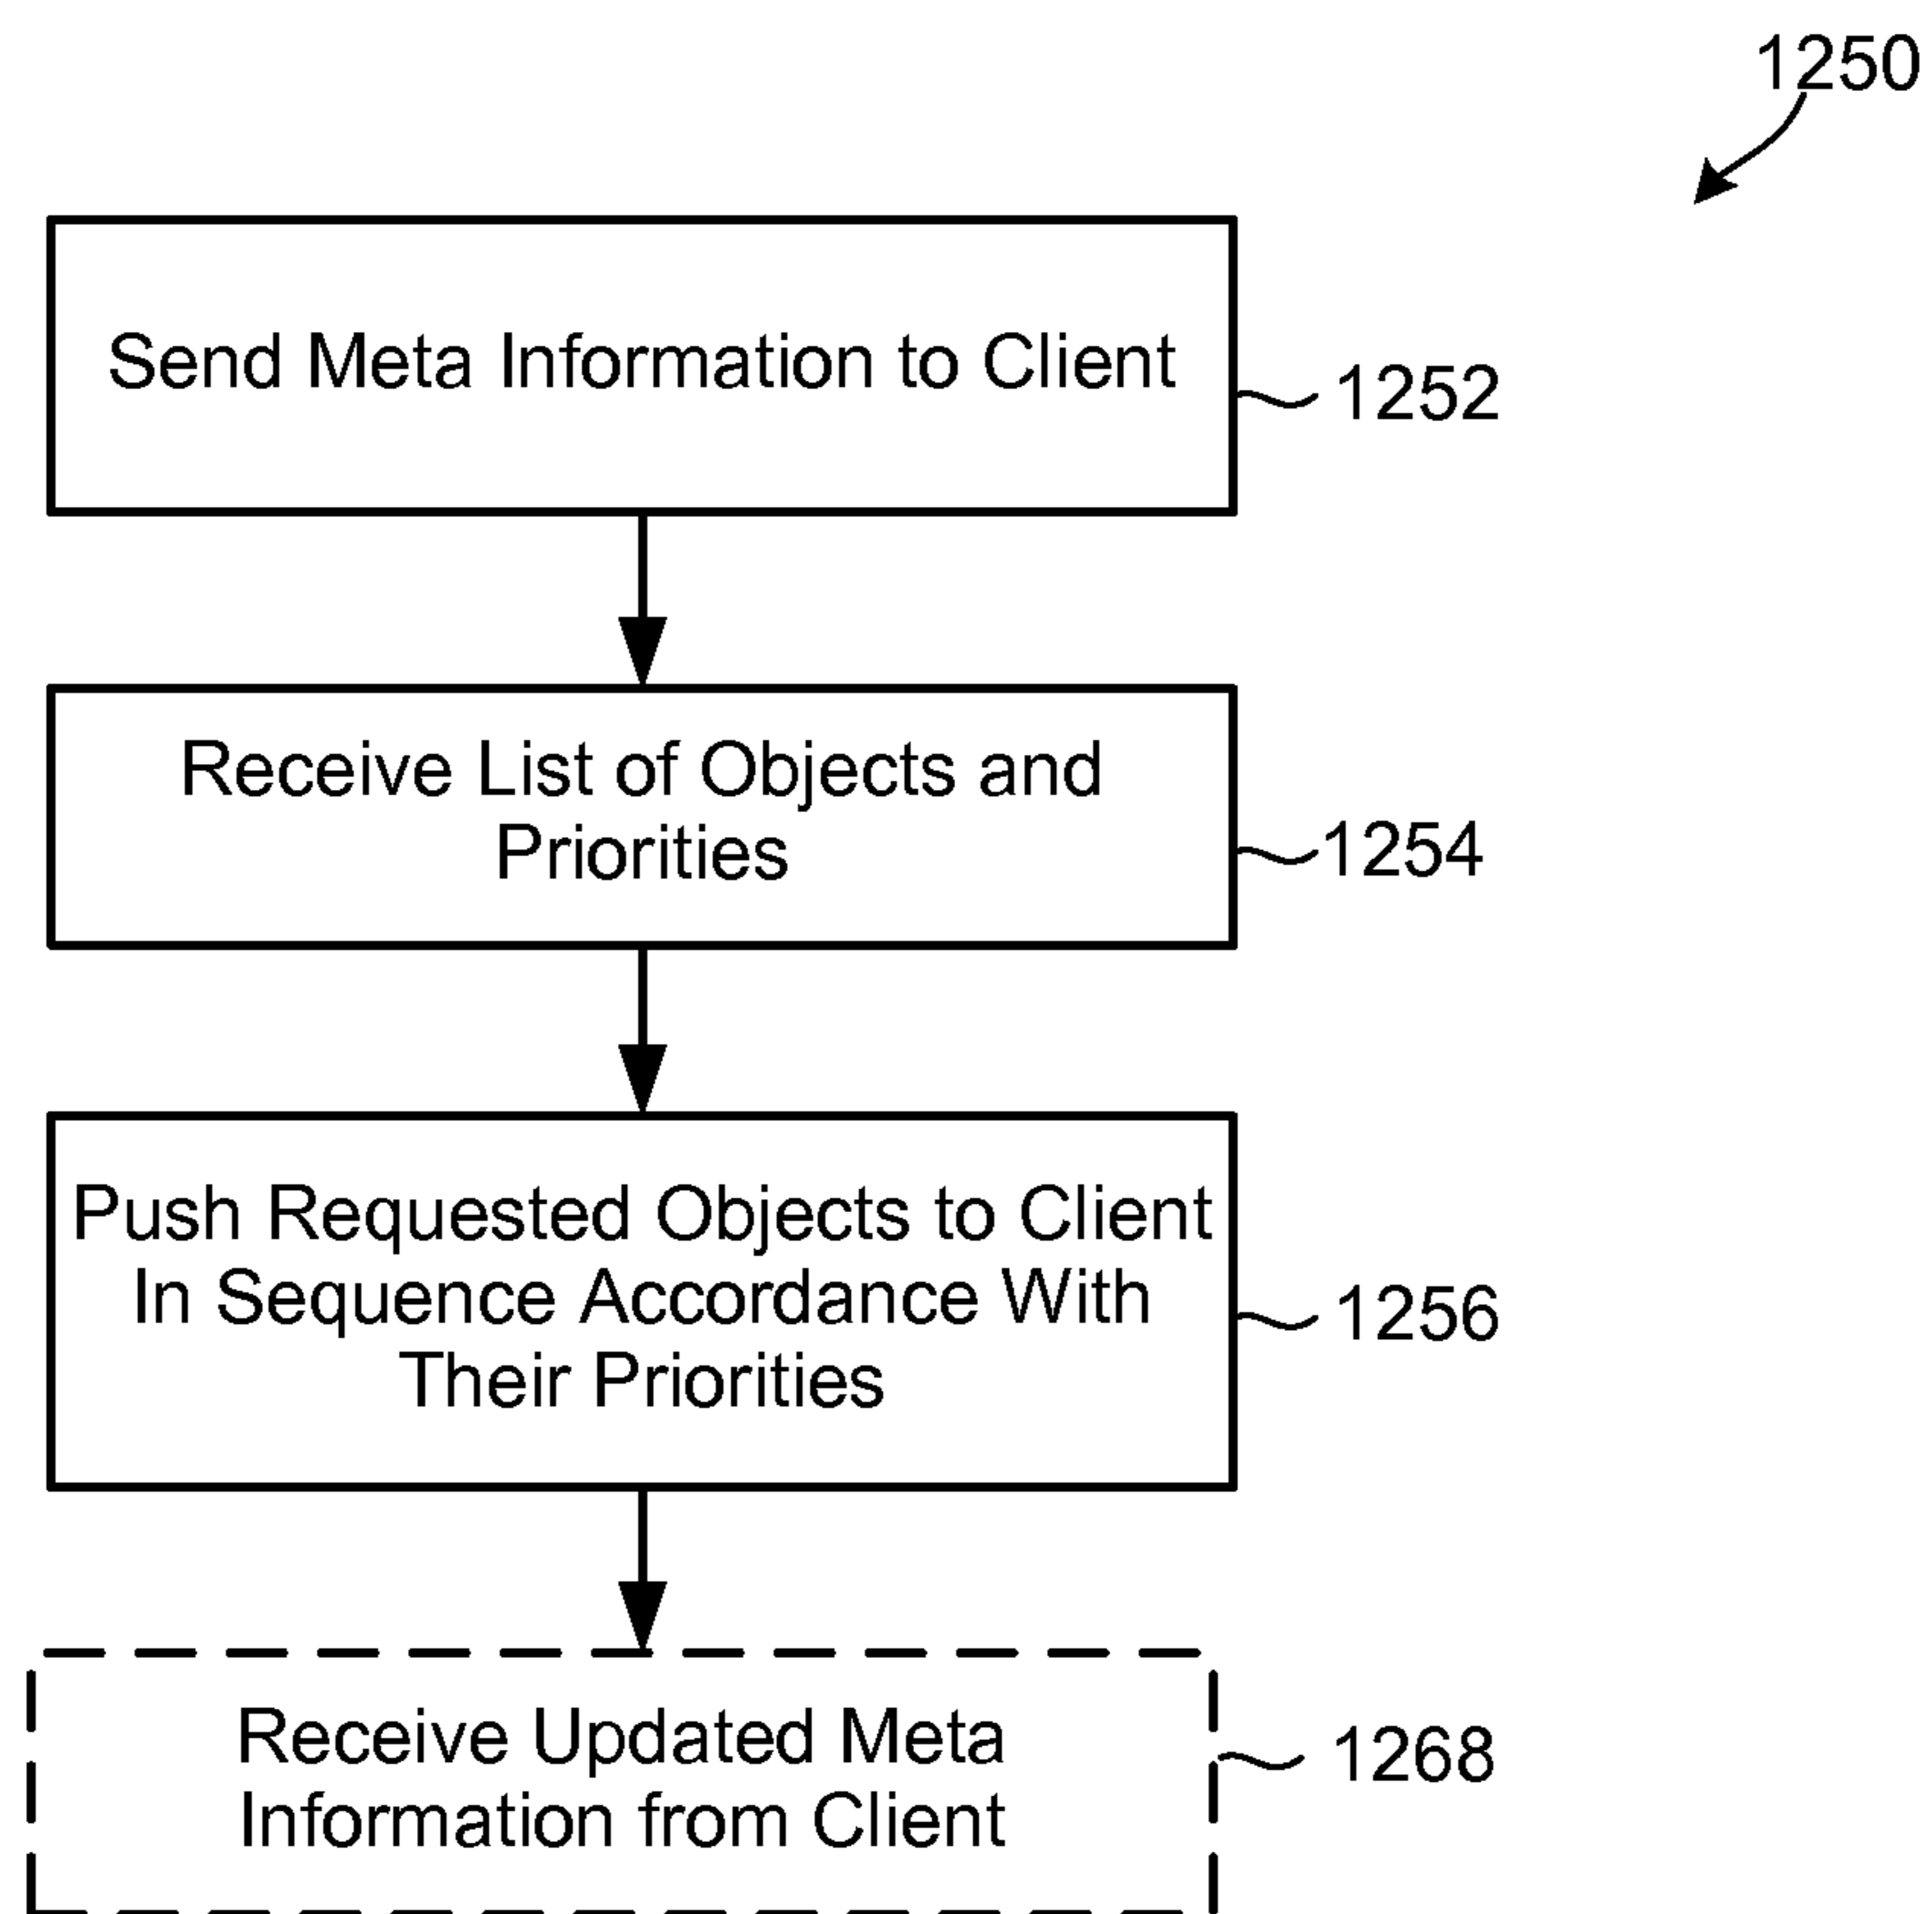 1250
Send Meta Information to Client
1252
Receive List of Objects and
Priorities
1254
Push Requested Objects to Client
In Sequence Accordance With
Their Priorities
1256
Receive Updated Meta
Information from Client
1268